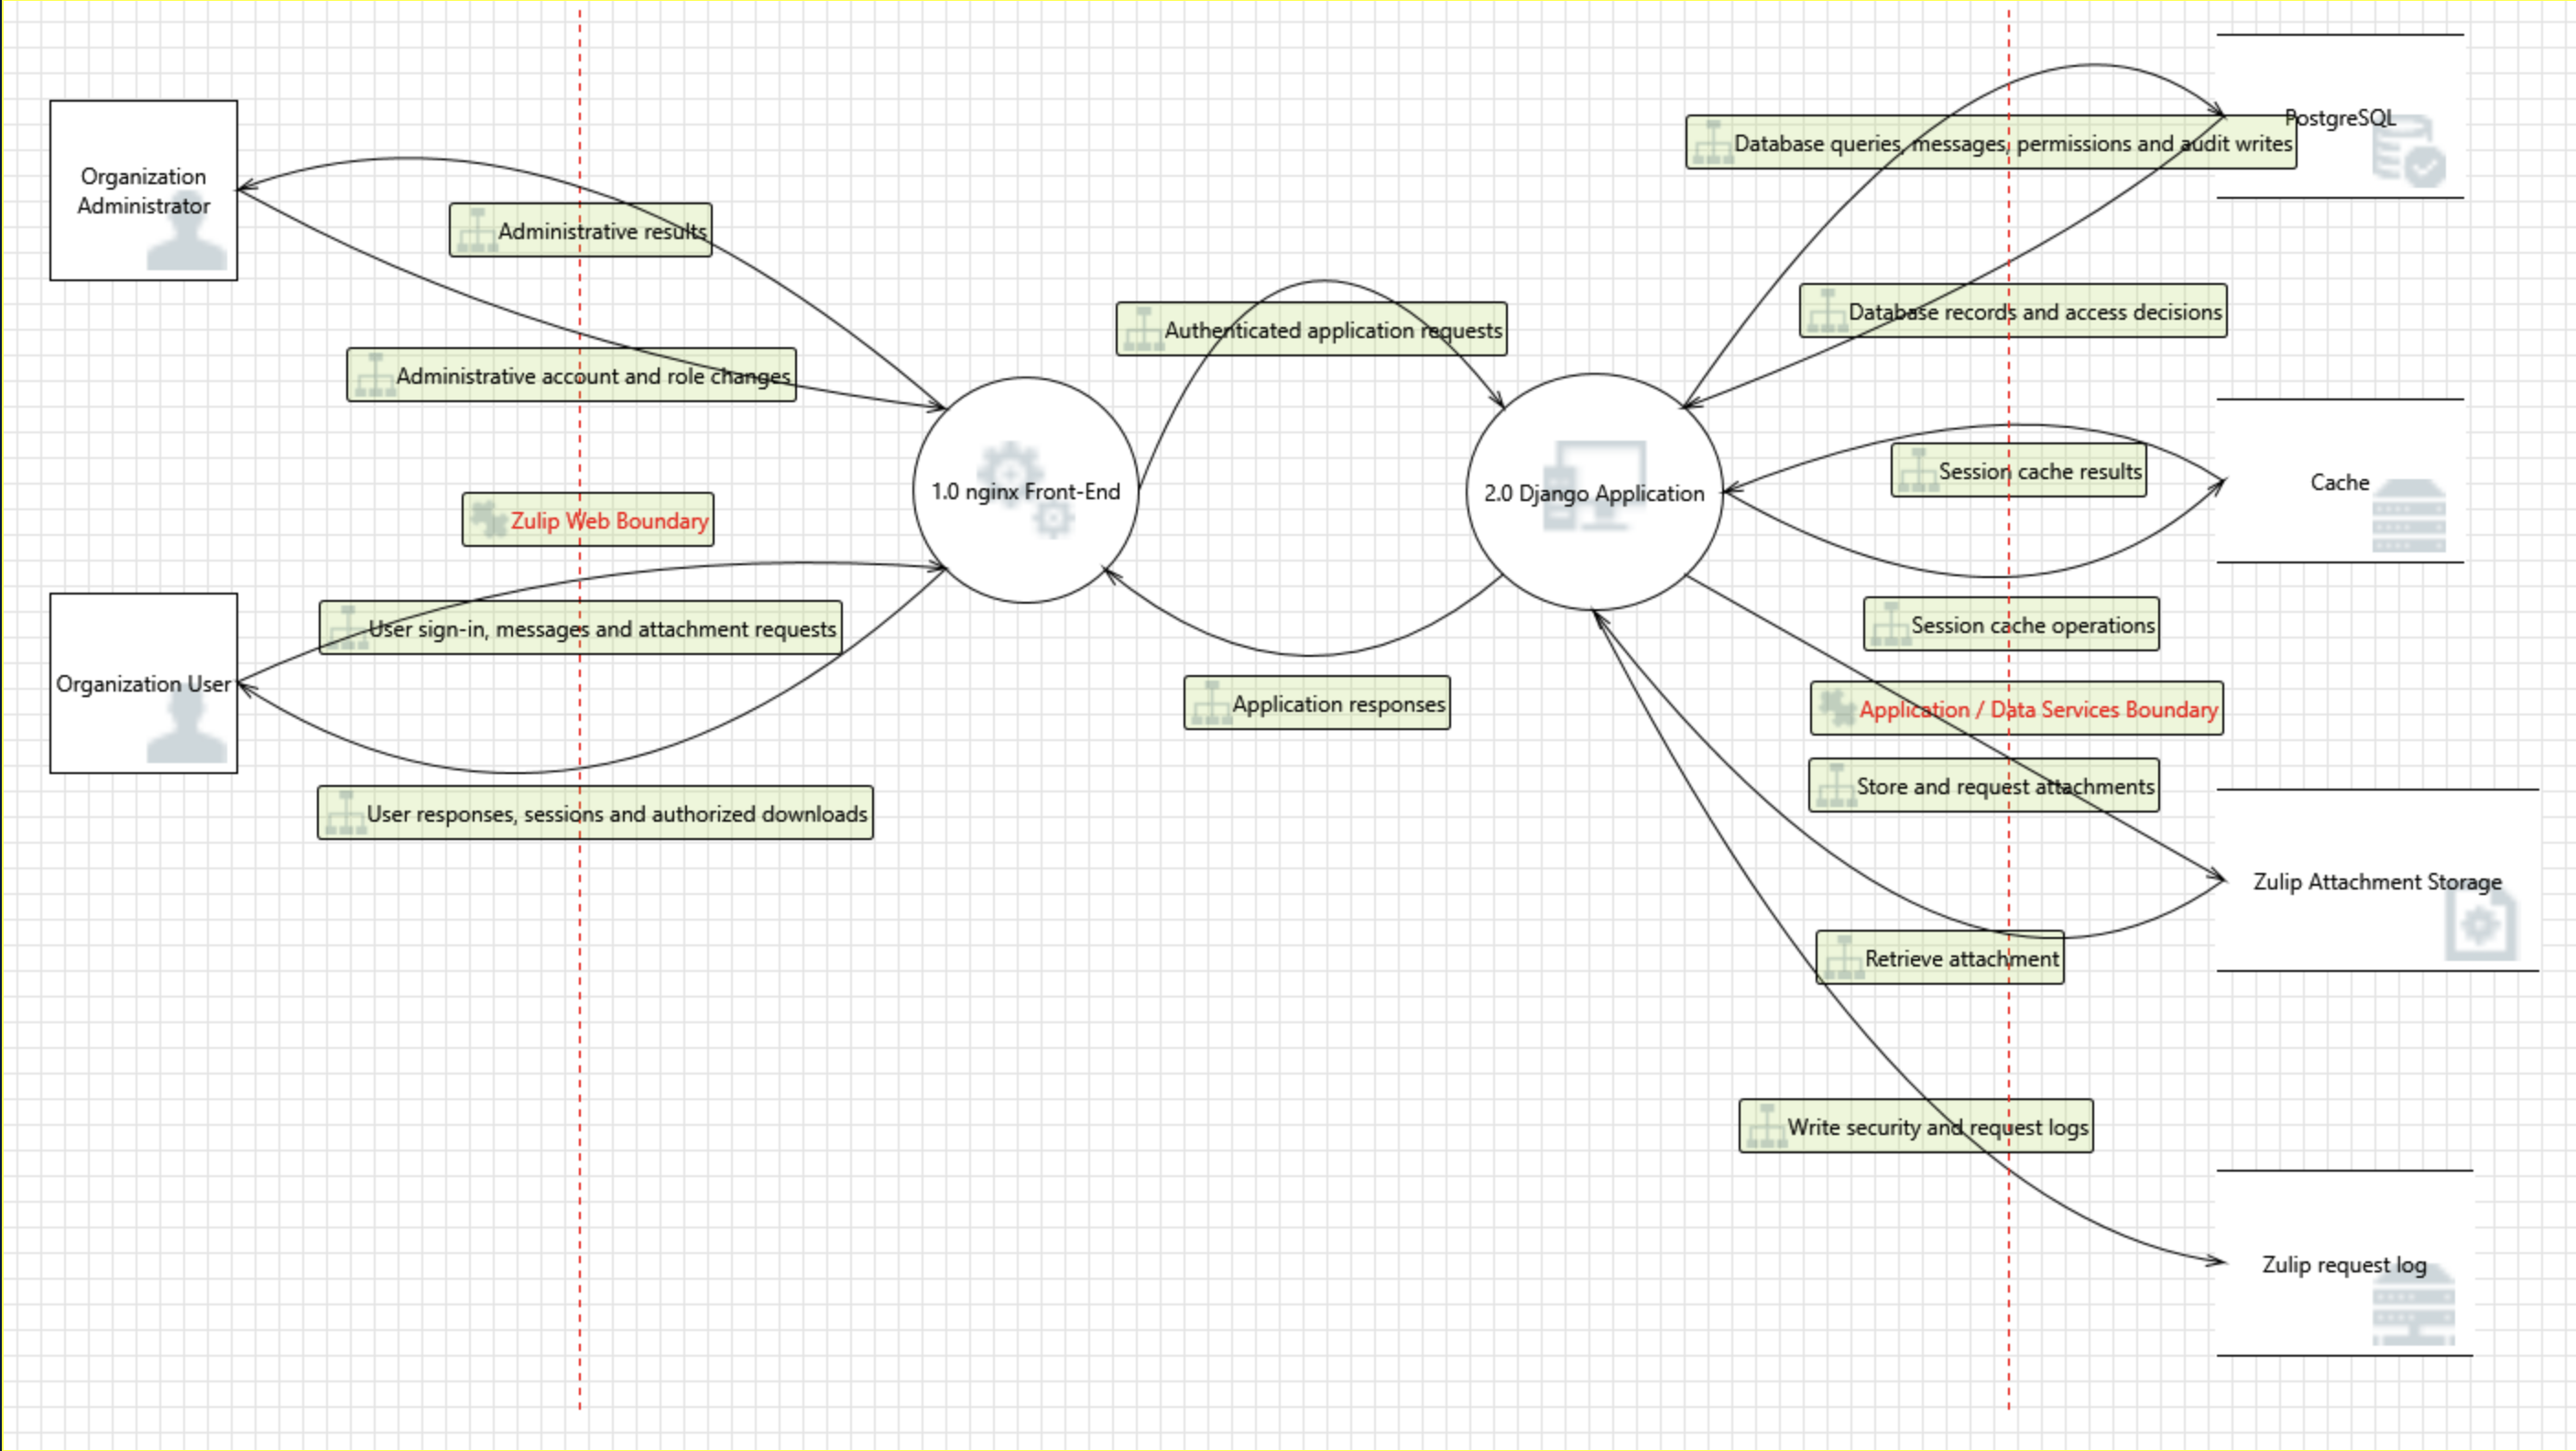 PostgreSQL
Database queries, messages, permissions and audit writes
Organization
Administrator
Administrative results
Database records and access decisions
Authenticated application requests
Administrative account and role changes
Session cache results
Cache
1.0 nginx Front-End
2.0 Django Application
Zulip Web Boundary
User sign-in, messages and attachment requests
Session cache operations
Organization User
Application responses
Application / Data Services Boundary
Store and request attachments
User responses, sessions and authorized downloads
Zulip Attachment Storage
Retrieve attachment
Write security and request logs
Zulip request log